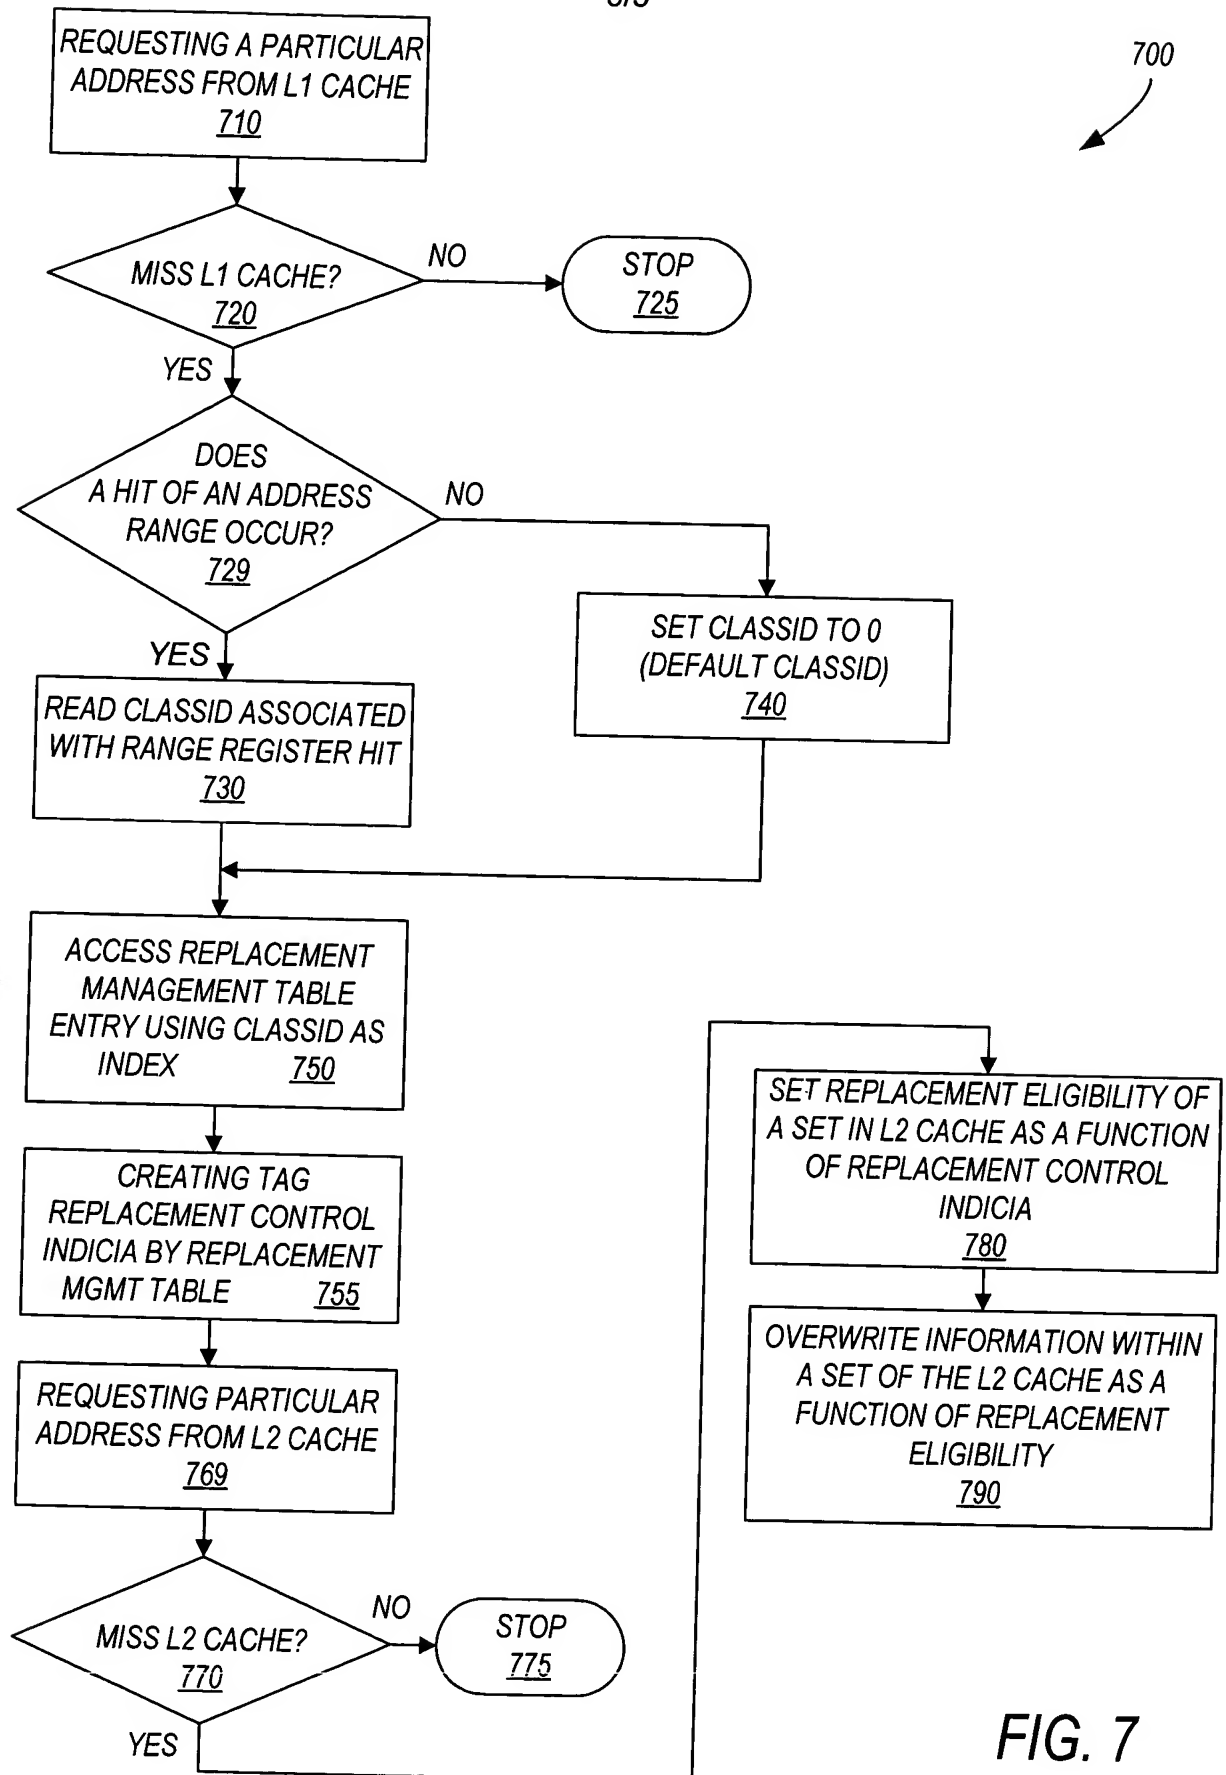 REQUESTING A PARTICULAR
ADDRESS FROM L1 CACHE
710
700
MISS L1 CACHE?
720
NO
STOP
725
YES
DOES
A HIT OF AN ADDRESS
RANGE OCCUR?
729
NO
YES
SET CLASSID TO 0
(DEFAULT CLASSID)
740
READ CLASSID ASSOCIATED
WITH RANGE REGISTER HIT
730
ACCESS REPLACEMENT
MANAGEMENT TABLE
ENTRY USING CLASSID AS
INDEX 750
CREATING TAG
REPLACEMENT CONTROL
INDICIA BY REPLACEMENT
MGMT TABLE 755
REQUESTING PARTICULAR
ADDRESS FROM L2 CACHE
769
MISS L2 CACHE?
770
NO
STOP
775
YES
SET REPLACEMENT ELIGIBILITY OF
A SET IN L2 CACHE AS A FUNCTION
OF REPLACEMENT CONTROL
INDICIA
780
OVERWRITE INFORMATION WITHIN
A SET OF THE L2 CACHE AS A
FUNCTION OF REPLACEMENT
ELIGIBILITY
790
FIG. 7